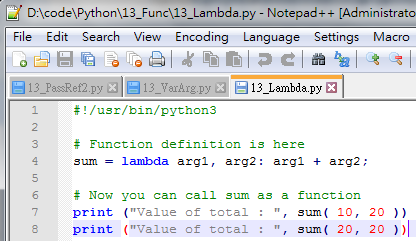 D:\code\Python\13_Func\13_Lambda.py - Notepad++ [Administrato
File Edit Search View Encoding Language Settings Macro
13_PassRef2.py 13_VarArg.py 13_Lambda.py
1 #!/usr/bin/python3
2
3 # Function definition is here
4 sum = lambda arg1, arg2: arg1 + arg2;
5
6 # Now you can call sum as a function
7 print ("Value of total : ", sum( 10, 20 ))
8 print ("Value of total : ", sum( 20, 20 ))